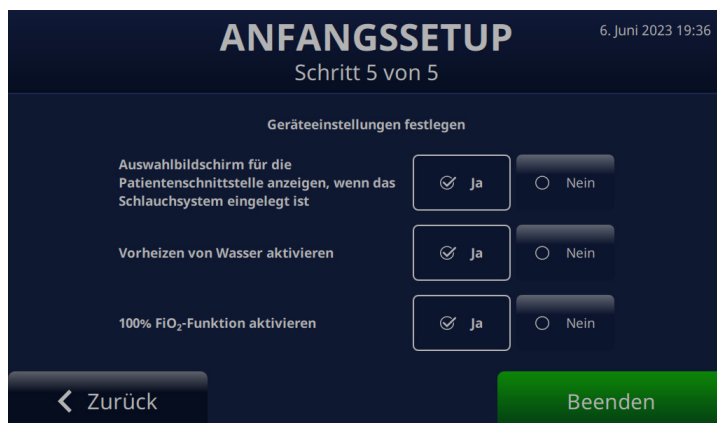 ANFANGSSETUP
6. Juni 2023 19:36
Schritt 5 von 5
Geräteeinstellungen festlegen
Auswahlbildschirm für die
Patientenschnittstelle anzeigen, wenn das
Schlauchsystem eingelegt ist
Ja
Nein
Vorheizen von Wasser aktivieren
Ja
Nein
100% FiO₂-Funktion aktivieren
Ja
Nein
Zurück
Beenden